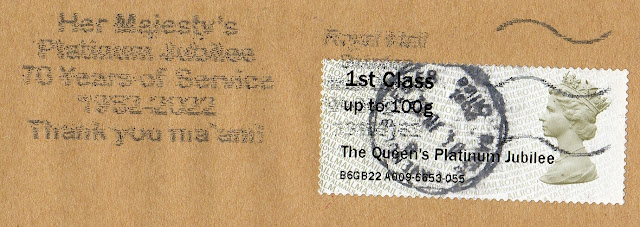 Her Majesty's
Platinum Jubilee
70 Years of Service
1952-2022
Thank you ma'am!
Royal Mail
1st Class
up to 100g
The Queen's Platinum Jubilee
B6GB22 A009-6653-055